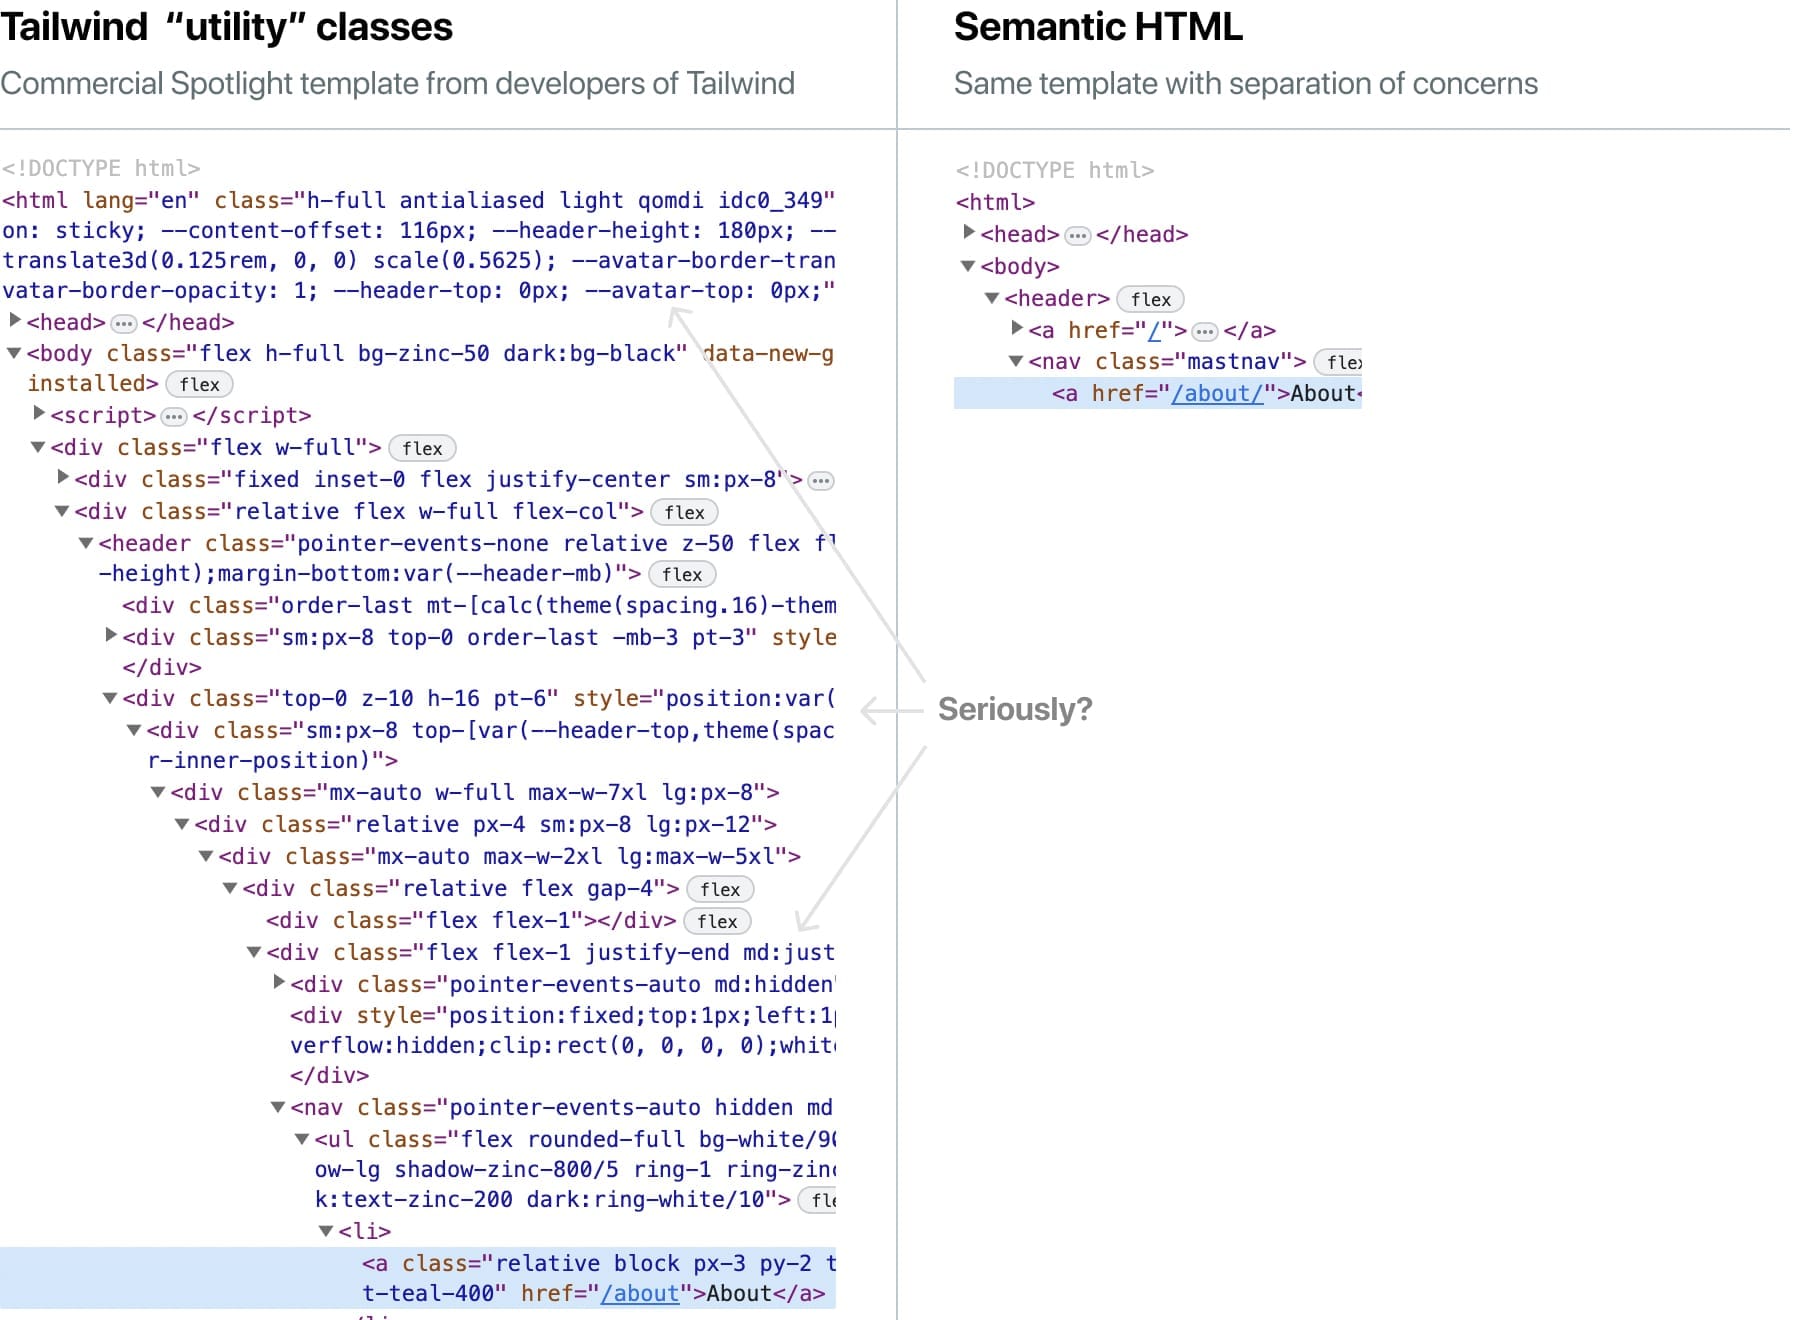 Tailwind “utility” classes
Commercial Spotlight template from developers of Tailwind
<!DOCTYPE html>
<html lang="en" class="h-full antialiased light qomdi idc0_349"
on: sticky; --content-offset: 116px; --header-height: 180px; --
translate3d(0.125rem, 0, 0) scale(0.5625); --avatar-border-tran
vatar-border-opacity: 1; --header-top: 0px; --avatar-top: 0px;"
<head> ••• </head>
<body class="flex h-full bg-zinc-50 dark:bg-black" data-new-g
installed> flex
<script> ••• </script>
<div class="flex w-full"> flex
<div class="fixed inset-0 flex justify-center sm:px-8"> •••
<div class="relative flex w-full flex-col"> flex
<header class="pointer-events-none relative z-50 flex fl
-height);margin-bottom:var(--header-mb)"> flex
<div class="order-last mt-[calc(theme(spacing.16)-them
<div class="sm:px-8 top-0 order-last -mb-3 pt-3" style
</div>
<div class="top-0 z-10 h-16 pt-6" style="position:var(
<div class="sm:px-8 top-[var(--header-top,theme(spac
r-inner-position)">
<div class="mx-auto w-full max-w-7xl lg:px-8">
<div class="relative px-4 sm:px-8 lg:px-12">
<div class="mx-auto max-w-2xl lg:max-w-5xl">
<div class="relative flex gap-4"> flex
<div class="flex flex-1"></div> flex
<div class="flex flex-1 justify-end md:just
<div class="pointer-events-auto md:hidden"
<div style="position:fixed;top:1px;left:1p
verflow:hidden;clip:rect(0, 0, 0, 0);white
</div>
<nav class="pointer-events-auto hidden md
<ul class="flex rounded-full bg-white/90
ow-lg shadow-zinc-800/5 ring-1 ring-zinc
k:text-zinc-200 dark:ring-white/10"> fle
<li>
<a class="relative block px-3 py-2 t
t-teal-400" href="/about">About</a>
Semantic HTML
Same template with separation of concerns
<!DOCTYPE html>
<html>
<head> ••• </head>
<body>
<header> flex
<a href="/"> ••• </a>
<nav class="mastnav"> flex
<a href="/about/">About<
Seriously?